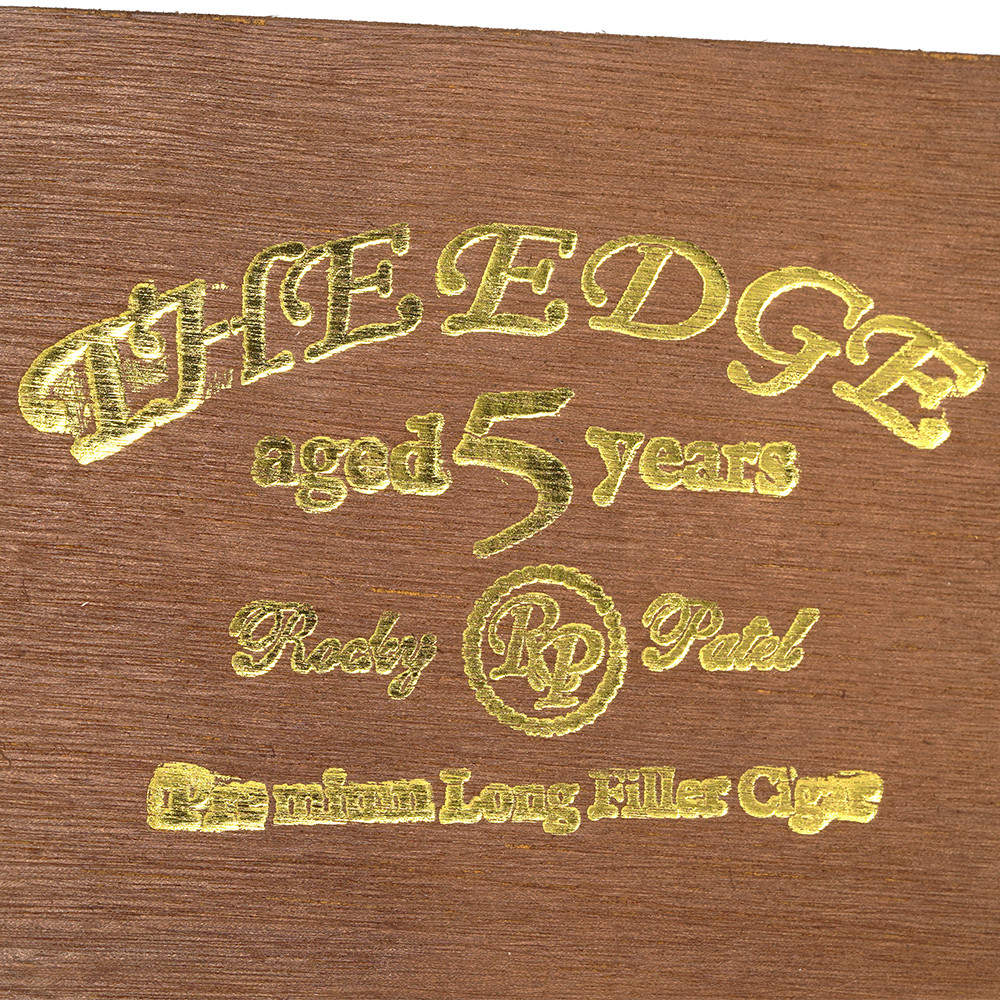 THE EDGE
aged 5 years
Rocky RP Patel
Premium Long Filler Cigar